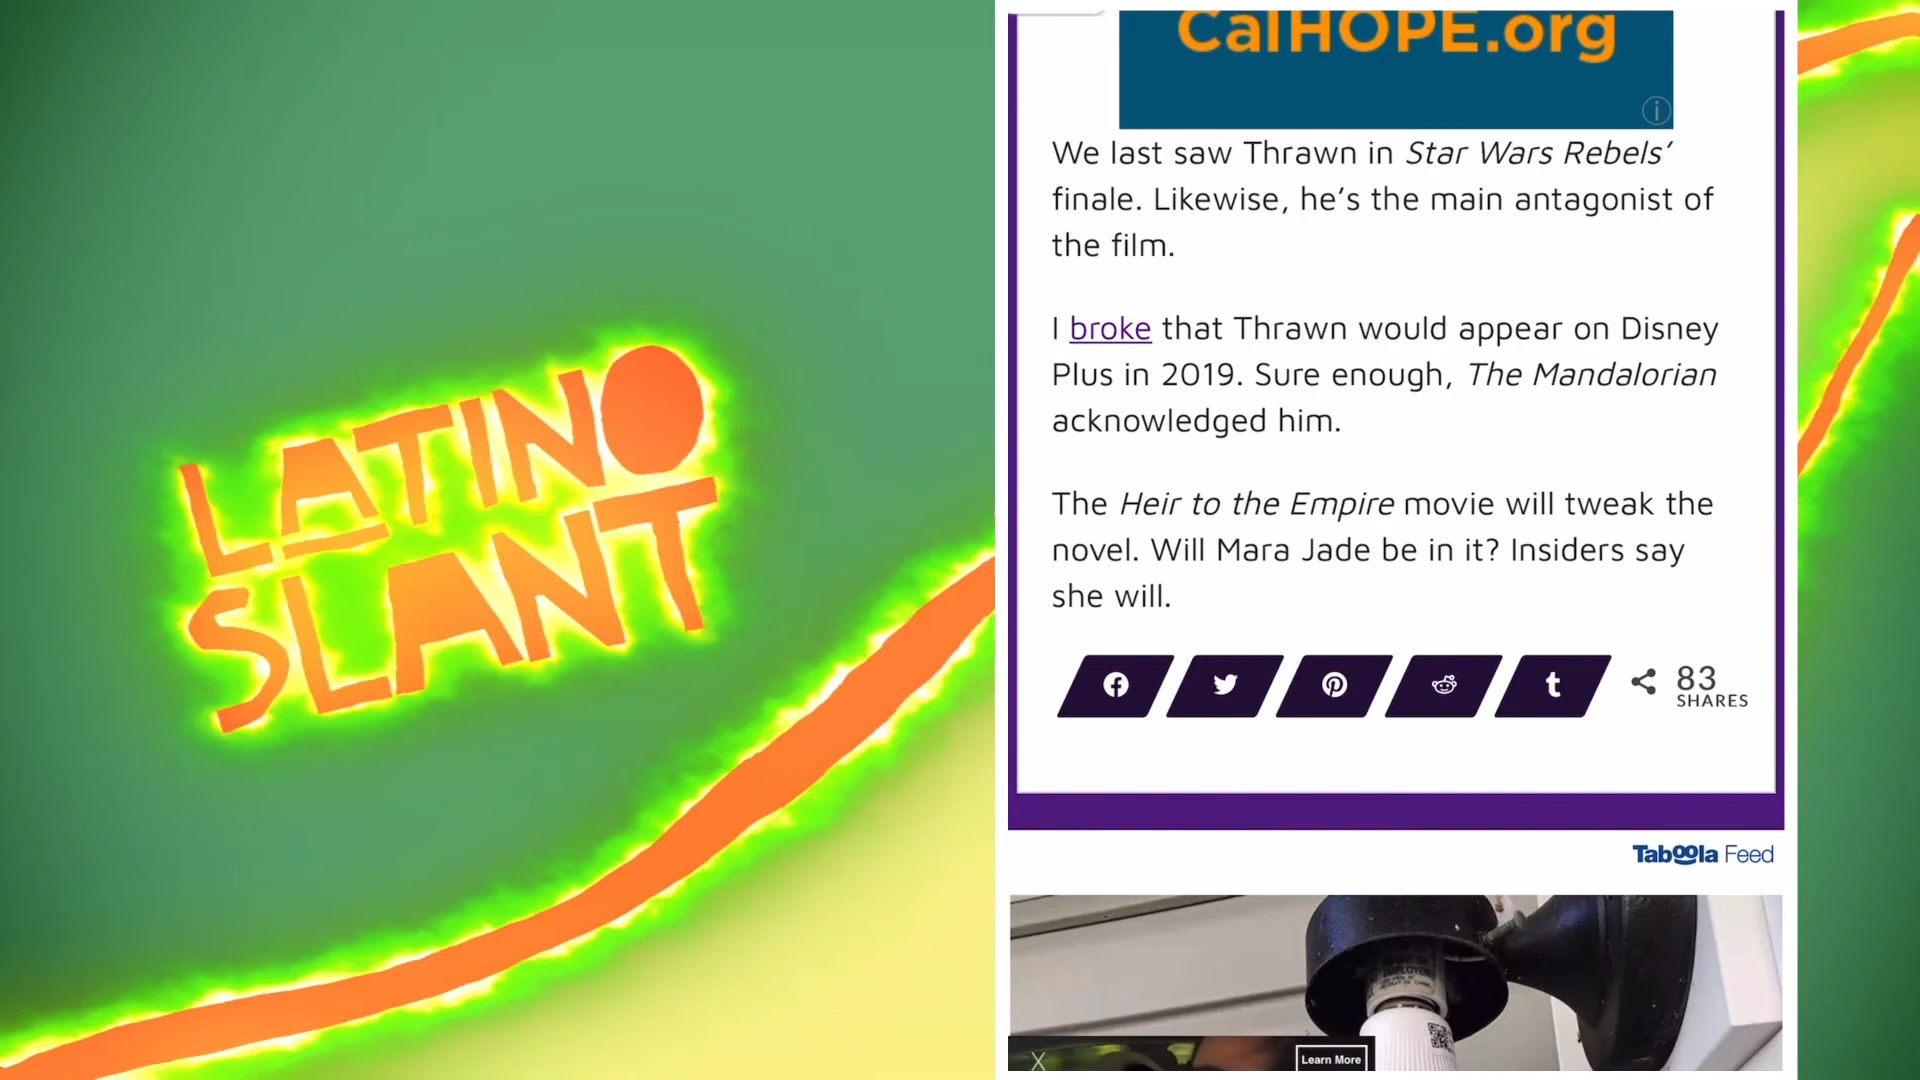 LATINO
SLANT
CalHOPE.org
We last saw Thrawn in Star Wars Rebels’
finale. Likewise, he’s the main antagonist of
the film.
I broke that Thrawn would appear on Disney
Plus in 2019. Sure enough, The Mandalorian
acknowledged him.
The Heir to the Empire movie will tweak the
novel. Will Mara Jade be in it? Insiders say
she will.
83
SHARES
Taboola Feed
X
Learn More